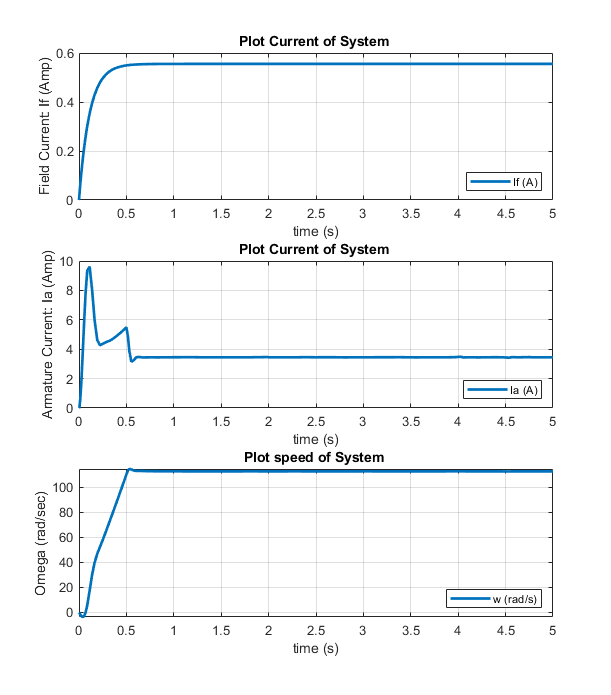 Plot Current of System
Field Current: If (Amp)
0.6
0.4
0.2
0
If (A)
0 0.5 1 1.5 2 2.5 3 3.5 4 4.5 5
time (s)
Plot Current of System
Armature Current: Ia (Amp)
10
8
6
4
2
0
Ia (A)
0 0.5 1 1.5 2 2.5 3 3.5 4 4.5 5
time (s)
Plot speed of System
Omega (rad/sec)
100
80
60
40
20
0
w (rad/s)
0 0.5 1 1.5 2 2.5 3 3.5 4 4.5 5
time (s)